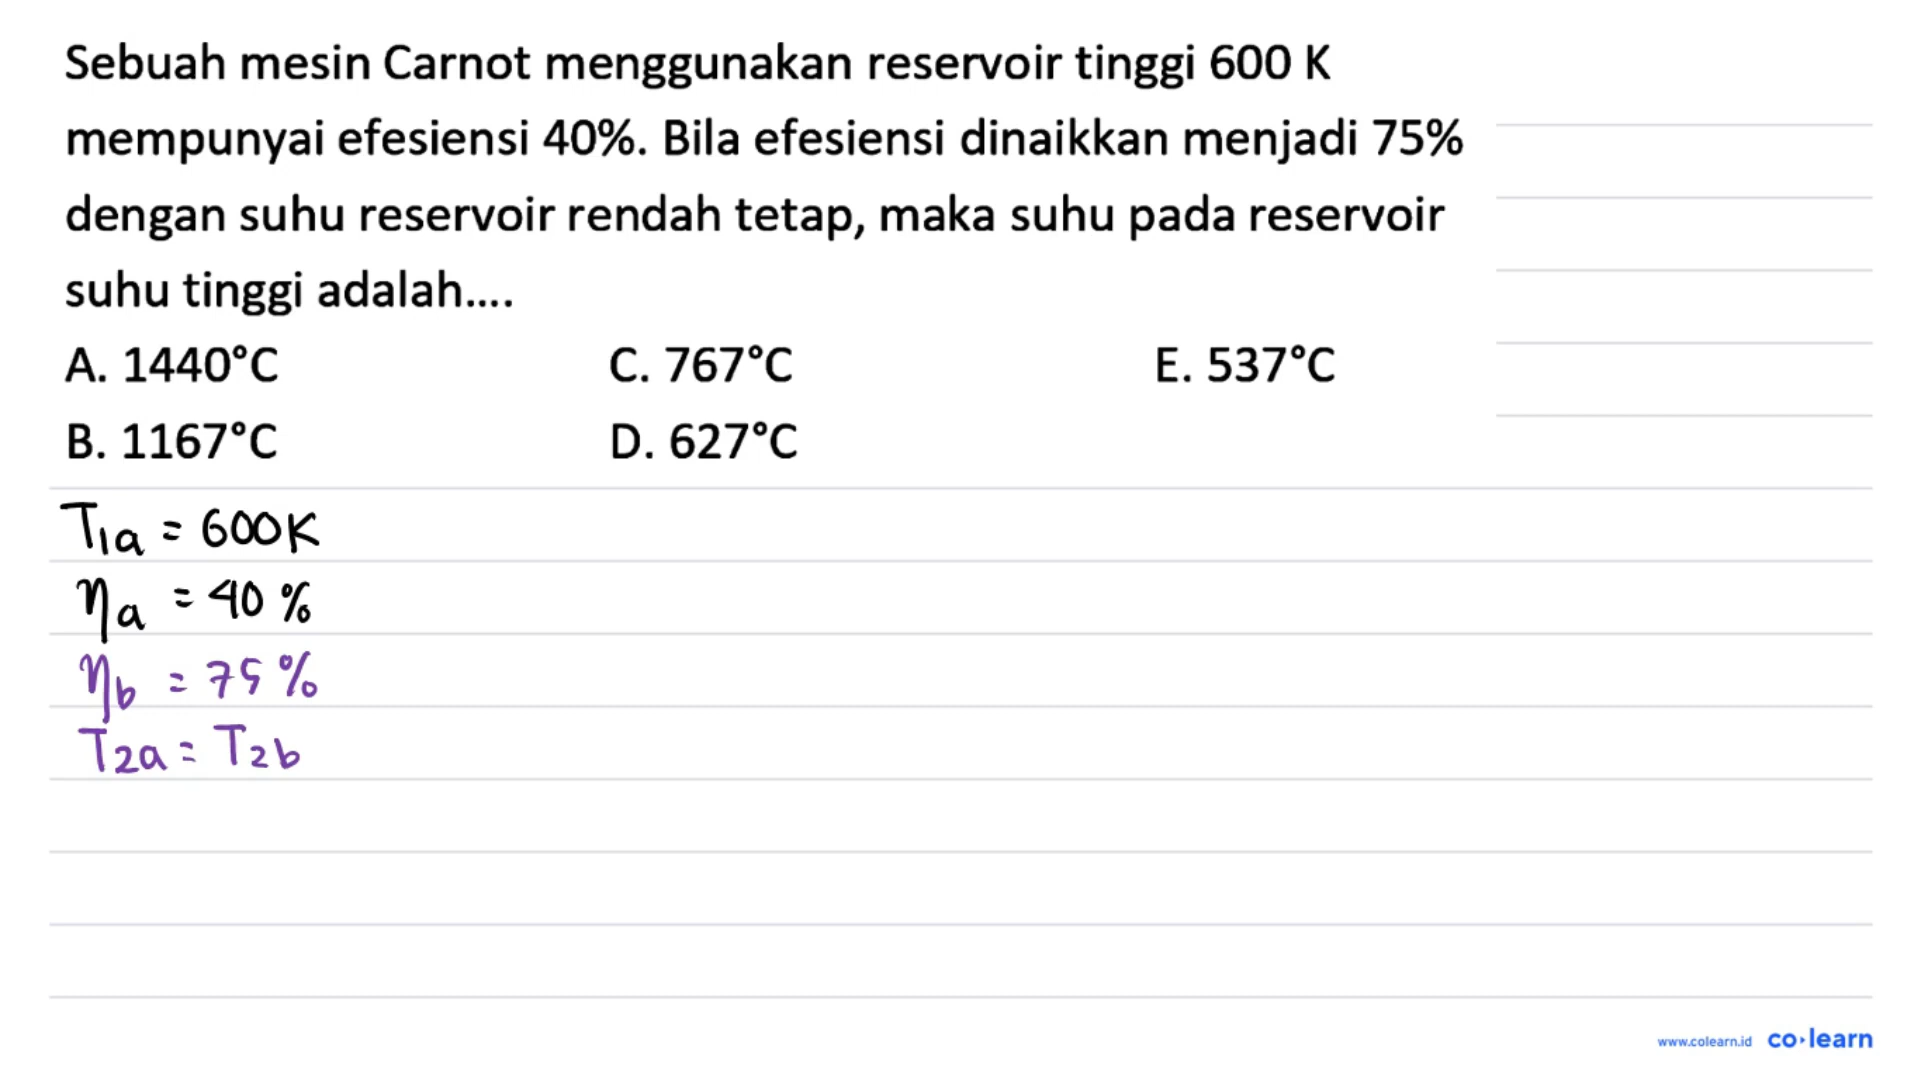 Sebuah mesin Carnot menggunakan reservoir tinggi 600 K
mempunyai efesiensi 40%. Bila efesiensi dinaikkan menjadi 75%
dengan suhu reservoir rendah tetap, maka suhu pada reservoir
suhu tinggi adalah....
A. 1440°C C. 767°C E. 537°C
B. 1167°C D. 627°C
T1a = 600K
ηa = 40 %
ηb = 75 %
T2a = T2b
www.colearn.id co·learn